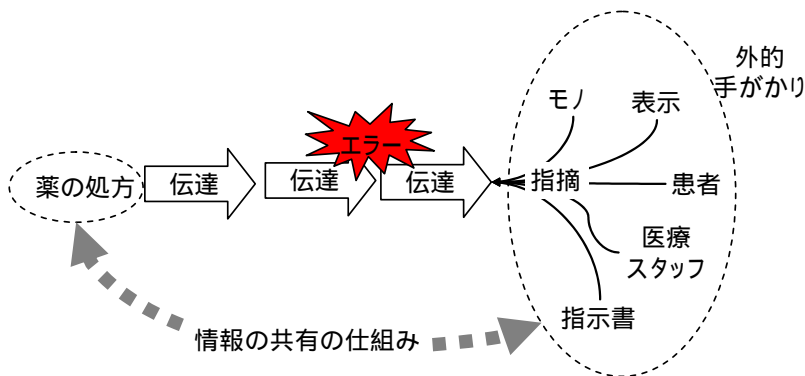 外的
手がかり
モノ
表示
エラー
薬の処方
伝達
伝達
伝達
指摘
患者
医療
スタッフ
指示書
情報の共有の仕組み